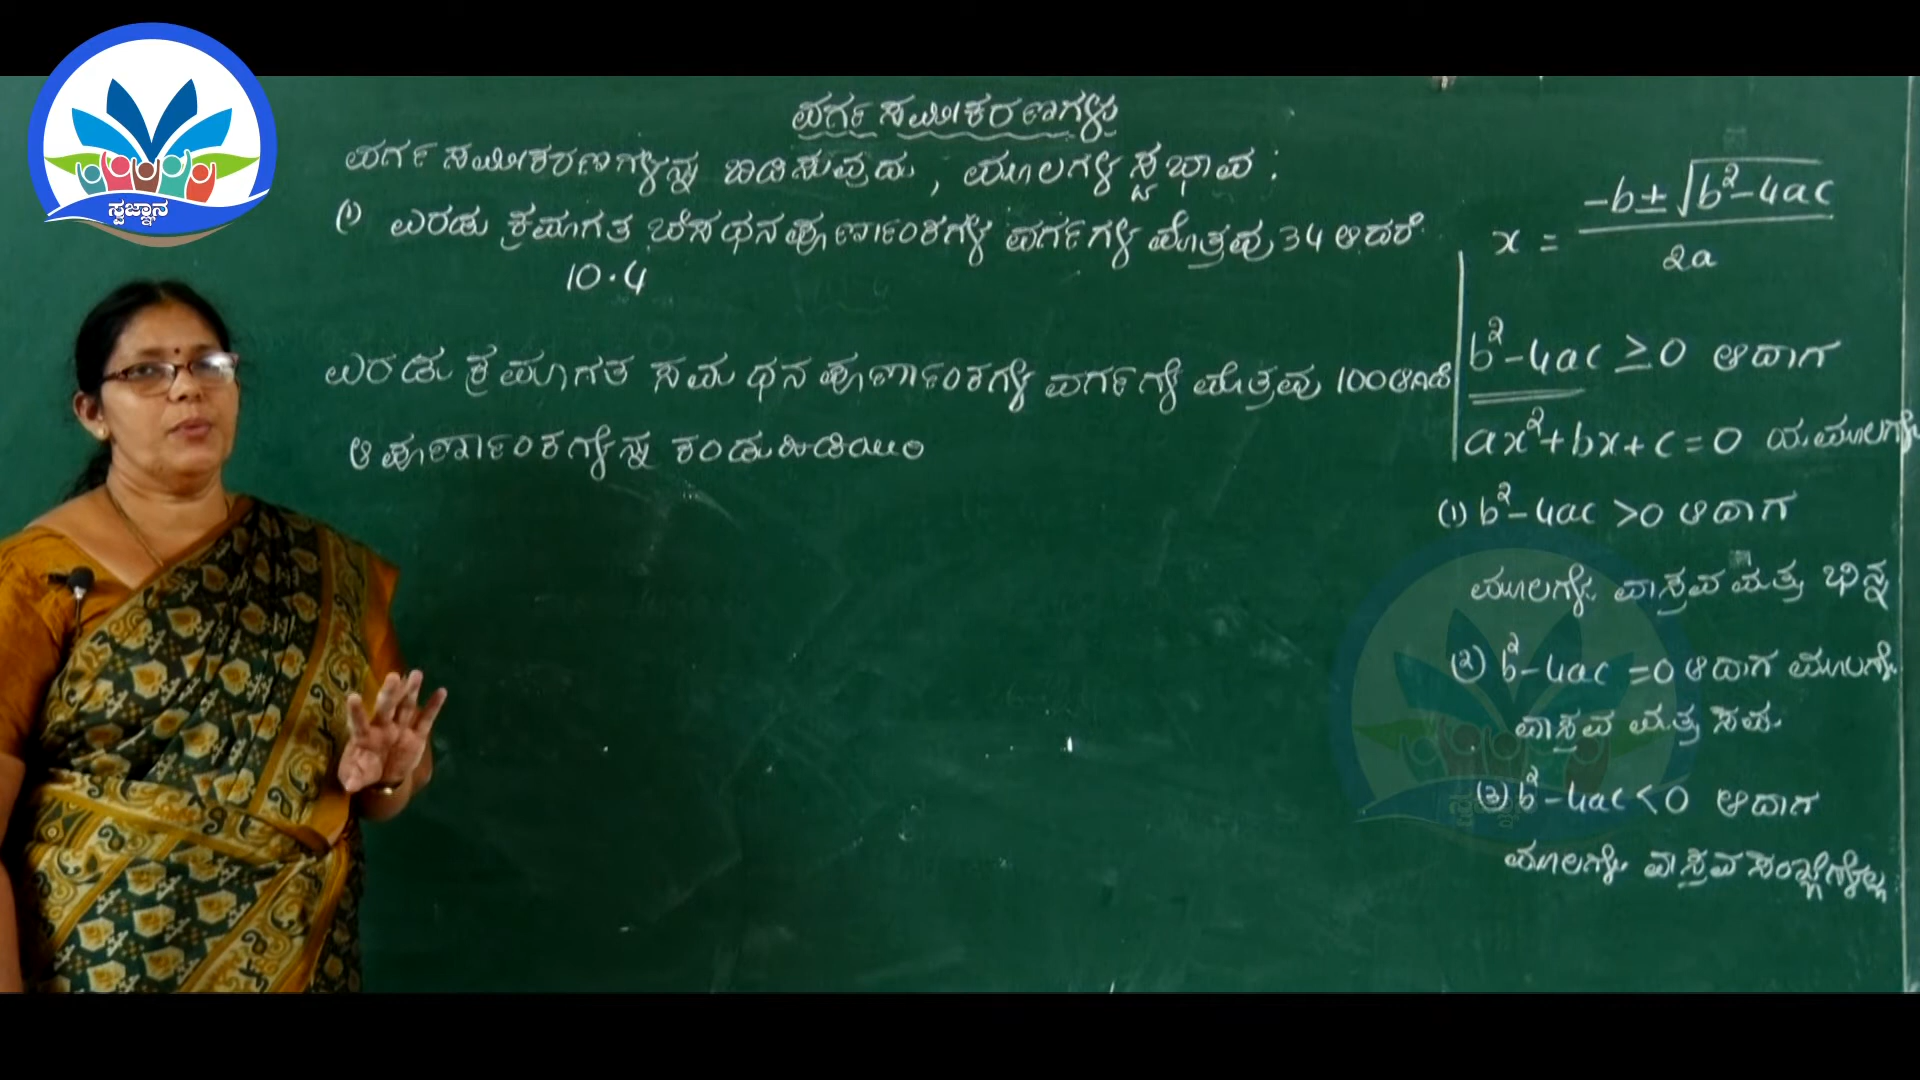 ಸ್ವಜ್ಞಾನ
ವರ್ಗ ಸಮೀಕರಣಗಳು
ವರ್ಗ ಸಮೀಕರಣಗಳನ್ನು ಬಿಡಿಸುವುದು, ಮೂಲಗಳ ಸ್ವಭಾವ :
(1) ಎರಡು ಕ್ರಮಾಗತ ಬೆಸ ಧನ ಪೂರ್ಣಾಂಕಗಳ ವರ್ಗಗಳ ಮೊತ್ತವು 34 ಆದರೆ
10.4
ಎರಡು ಕ್ರಮಾಗತ ಸಮ ಧನ ಪೂರ್ಣಾಂಕಗಳ ವರ್ಗಗಳ ಮೊತ್ತವು 100 ಆಗಿದೆ
ಆ ಪೂರ್ಣಾಂಕಗಳನ್ನು ಕಂಡುಹಿಡಿಯಿರಿ
x = (-b ± √(b² - 4ac)) / 2a
b² - 4ac ≥ 0 ಆದಾಗ
ax² + bx + c = 0 ಯ ಮೂಲಗಳು
(1) b² - 4ac > 0 ಆದಾಗ
ಮೂಲಗಳು ವಾಸ್ತವ ಮತ್ತು ಭಿನ್ನ
(2) b² - 4ac = 0 ಆದಾಗ ಮೂಲಗಳು
ವಾಸ್ತವ ಮತ್ತು ಸಮ
(3) b² - 4ac < 0 ಆದಾಗ
ಮೂಲಗಳು ವಾಸ್ತವ ಸಂಖ್ಯೆಗಳಲ್ಲ